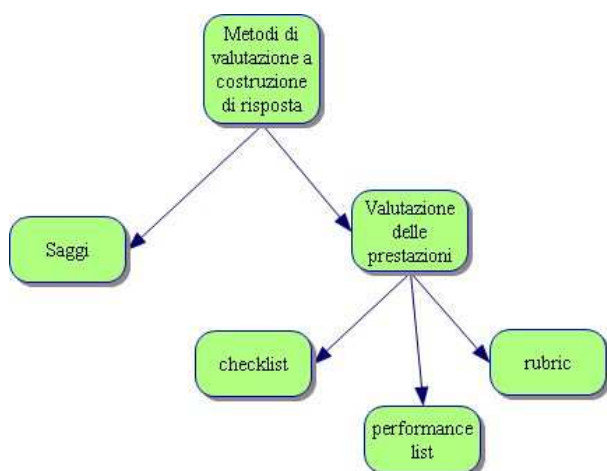 Metodi di
valutazione a
costruzione
di risposta
Saggi
Valutazione
delle
prestazioni
checklist
performance
list
rubric